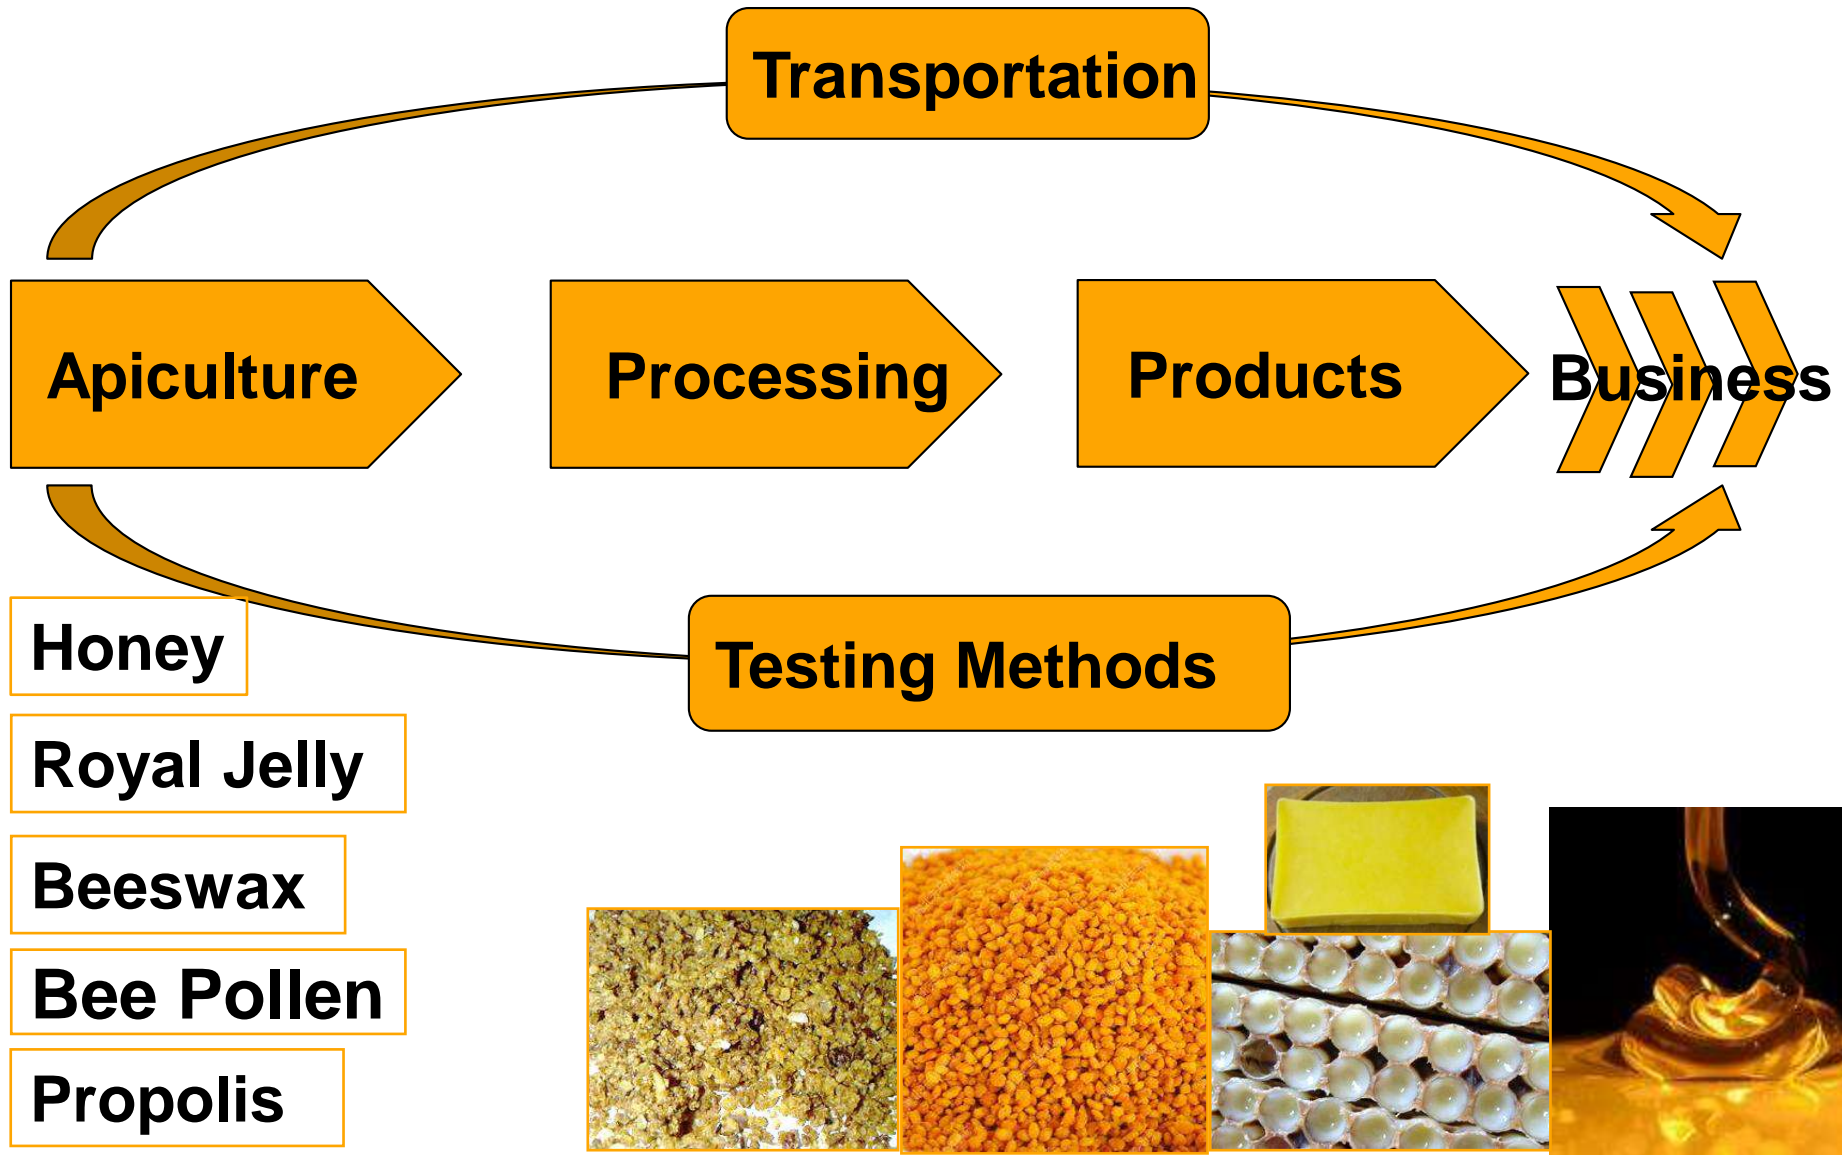 Transportation
Apiculture
Processing
Products
Business
Testing Methods
Honey
Royal Jelly
Beeswax
Bee Pollen
Propolis